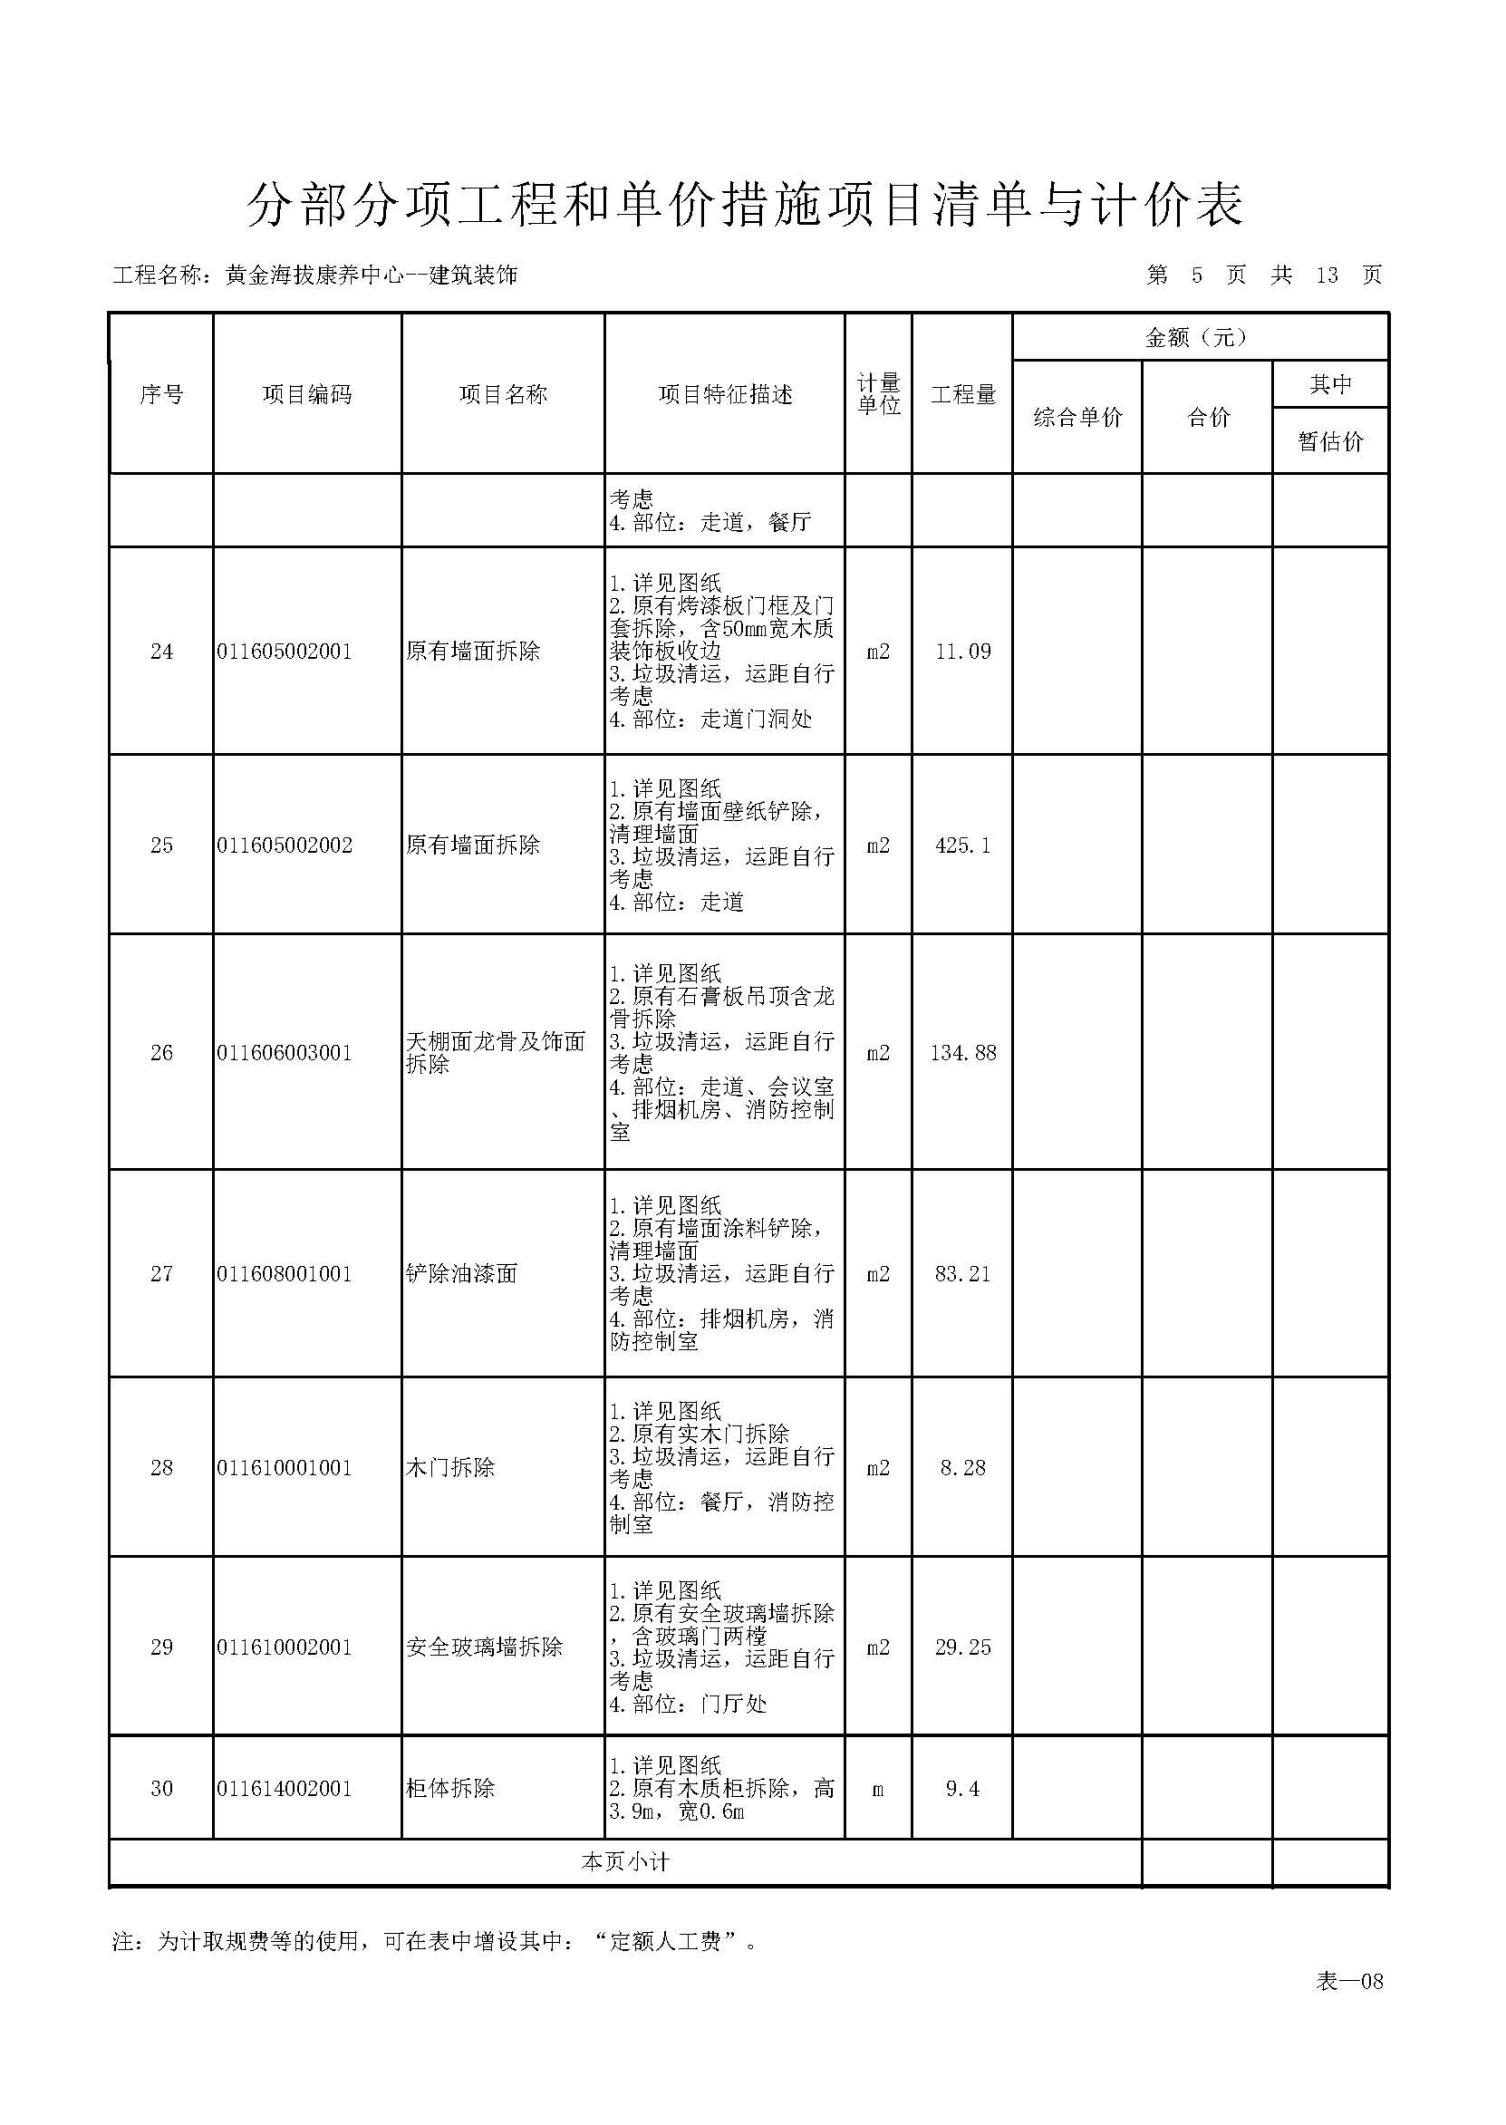 分部分项工程和单价措施项目清单与计价表
工程名称：黄金海拔康养中心--建筑装饰
第 5 页 共 13 页
序号
项目编码
项目名称
项目特征描述
计量
单位
工程量
金额（元）
综合单价
合价
其中
暂估价
考虑
4.部位：走道，餐厅
24
011605002001
原有墙面拆除
1.详见图纸
2.原有烤漆板门框及门
套拆除，含50mm宽木质
装饰板收边
3.垃圾清运，运距自行
考虑
4.部位：走道门洞处
m2
11.09
25
011605002002
原有墙面拆除
1.详见图纸
2.原有墙面壁纸铲除，
清理墙面
3.垃圾清运，运距自行
考虑
4.部位：走道
m2
425.1
26
011606003001
天棚面龙骨及饰面
拆除
1.详见图纸
2.原有石膏板吊顶含龙
骨拆除
3.垃圾清运，运距自行
考虑
4.部位：走道、会议室
、排烟机房、消防控制
室
m2
134.88
27
011608001001
铲除油漆面
1.详见图纸
2.原有墙面涂料铲除，
清理墙面
3.垃圾清运，运距自行
考虑
4.部位：排烟机房，消
防控制室
m2
83.21
28
011610001001
木门拆除
1.详见图纸
2.原有实木门拆除
3.垃圾清运，运距自行
考虑
4.部位：餐厅，消防控
制室
m2
8.28
29
011610002001
安全玻璃墙拆除
1.详见图纸
2.原有安全玻璃墙拆除
，含玻璃门两樘
3.垃圾清运，运距自行
考虑
4.部位：门厅处
m2
29.25
30
011614002001
柜体拆除
1.详见图纸
2.原有木质柜拆除，高
3.9m，宽0.6m
m
9.4
本页小计
注：为计取规费等的使用，可在表中增设其中：“定额人工费”。
表—08